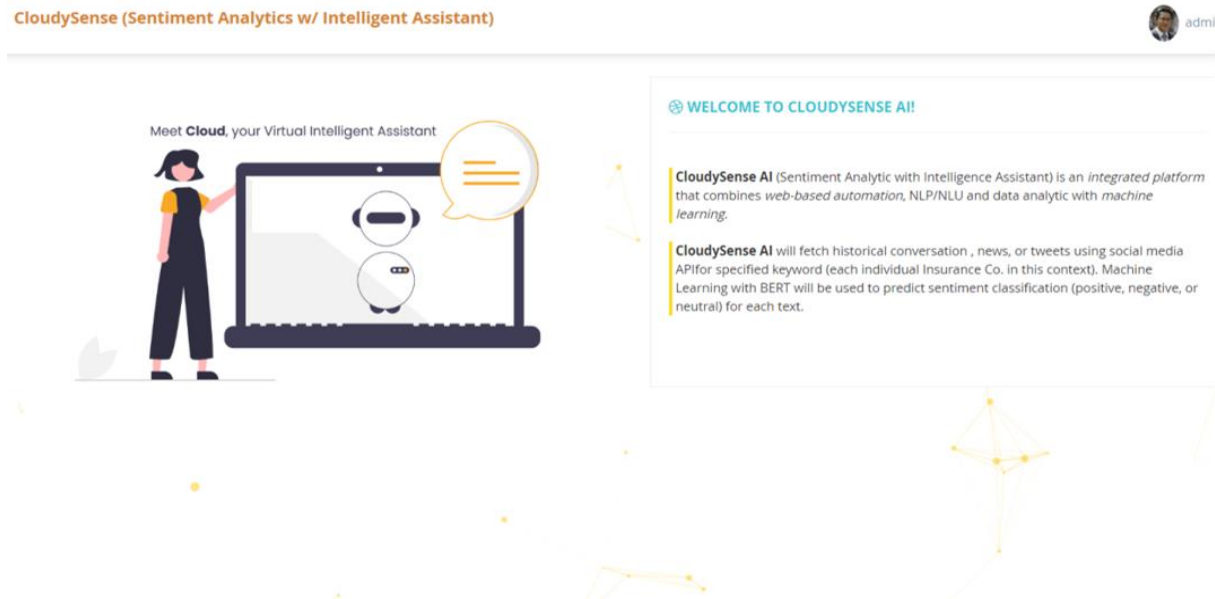 CloudySense (Sentiment Analytics w/ Intelligent Assistant)
admi
Meet Cloud, your Virtual Intelligent Assistant
WELCOME TO CLOUDYSENSE AI!
CloudySense AI (Sentiment Analytic with Intelligence Assistant) is an integrated platform
that combines web-based automation, NLP/NLU and data analytic with machine
learning.
CloudySense AI will fetch historical conversation , news, or tweets using social media
APIfor specified keyword (each individual Insurance Co. in this context). Machine
Learning with BERT will be used to predict sentiment classification (positive, negative, or
neutral) for each text.